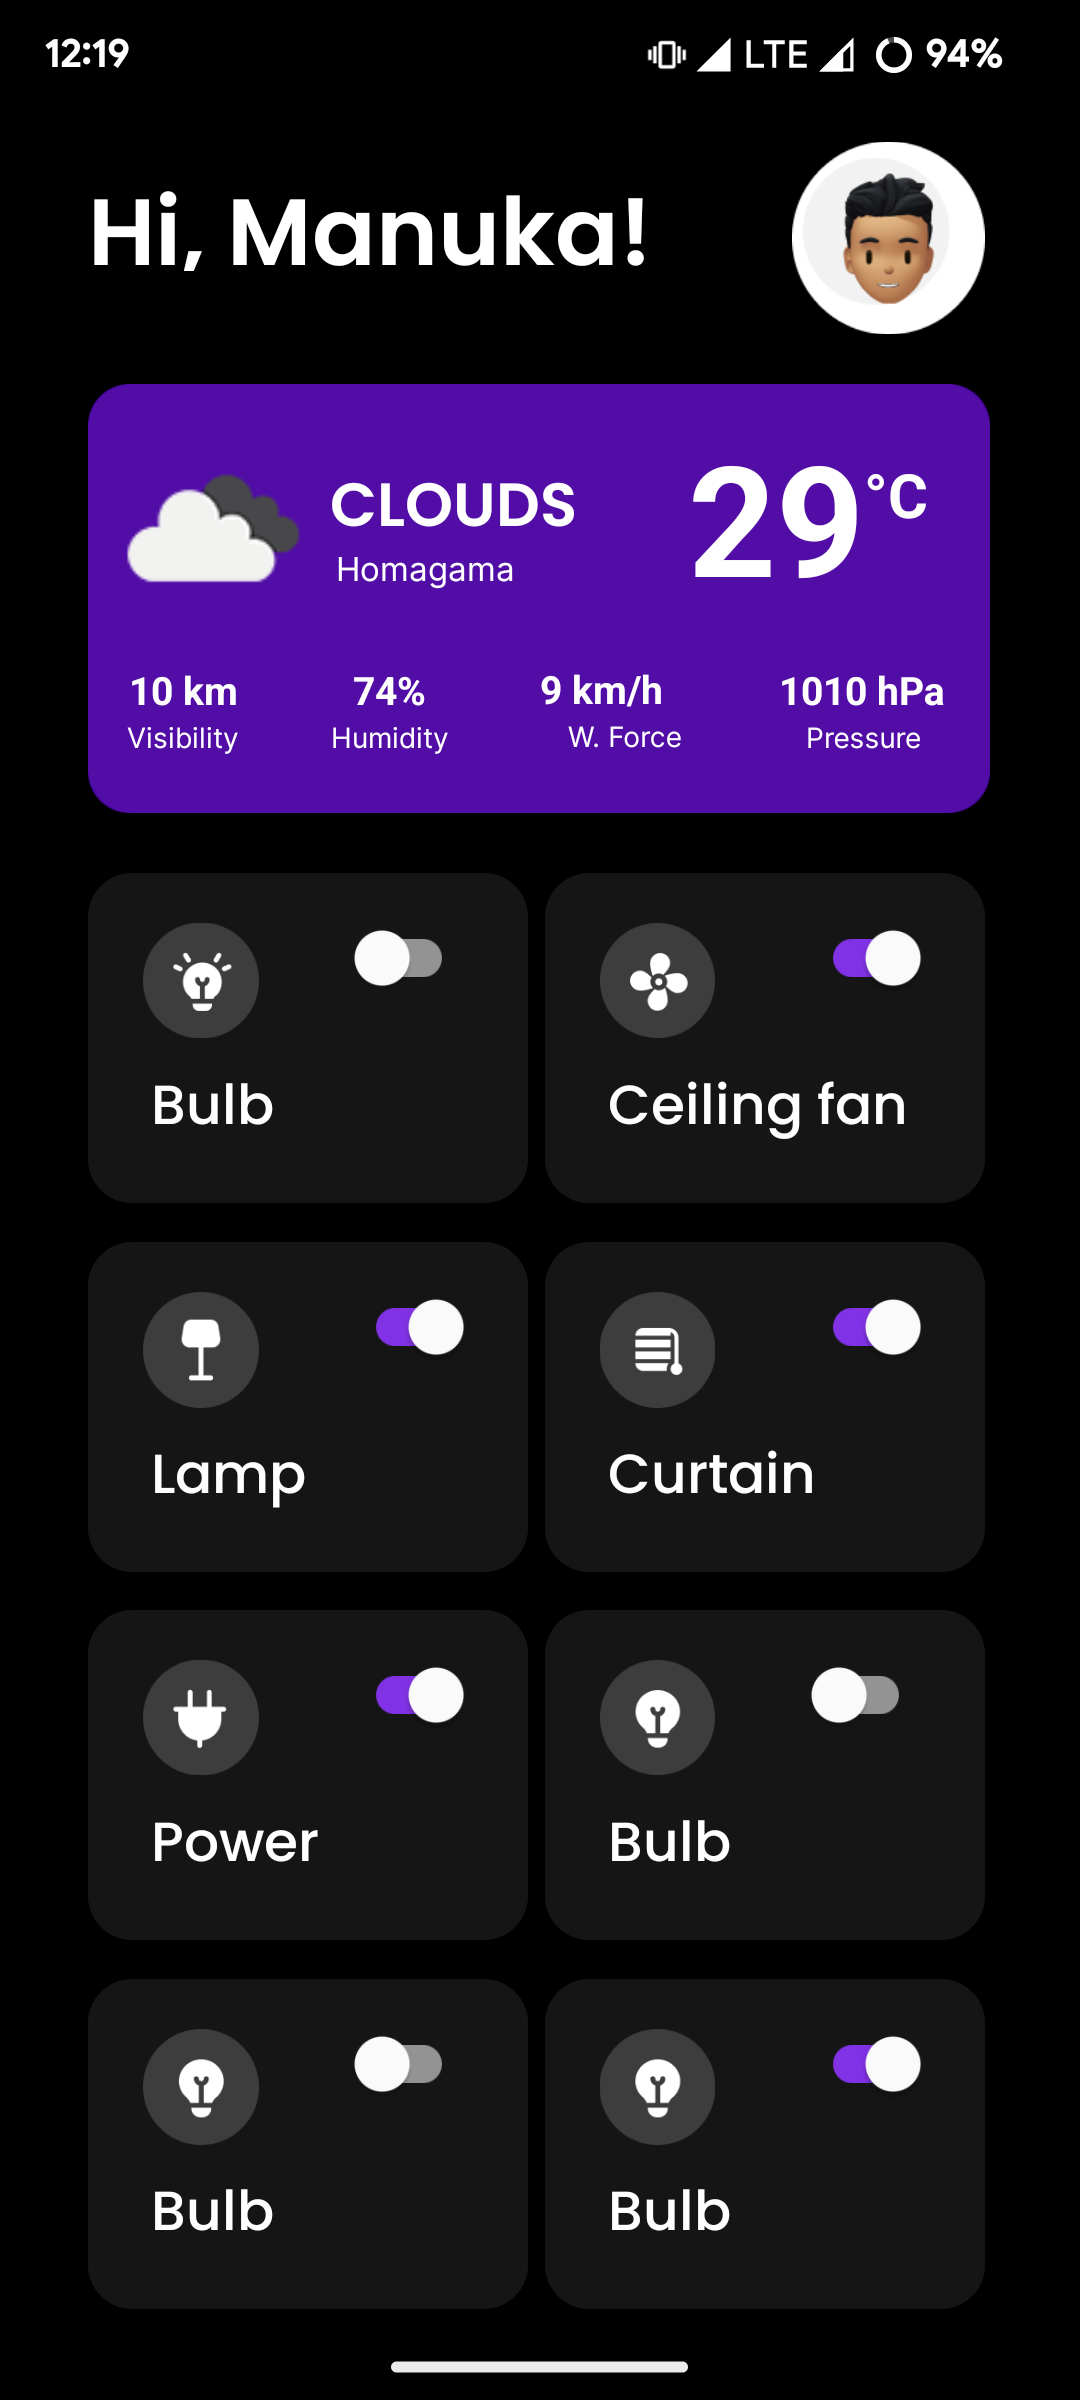 12:19 LTE 94%
Hi, Manuka!
CLOUDS 29 °C
Homagama
10 km 74% 9 km/h 1010 hPa
Visibility Humidity W. Force Pressure
Bulb Ceiling fan
Lamp Curtain
Power Bulb
Bulb Bulb